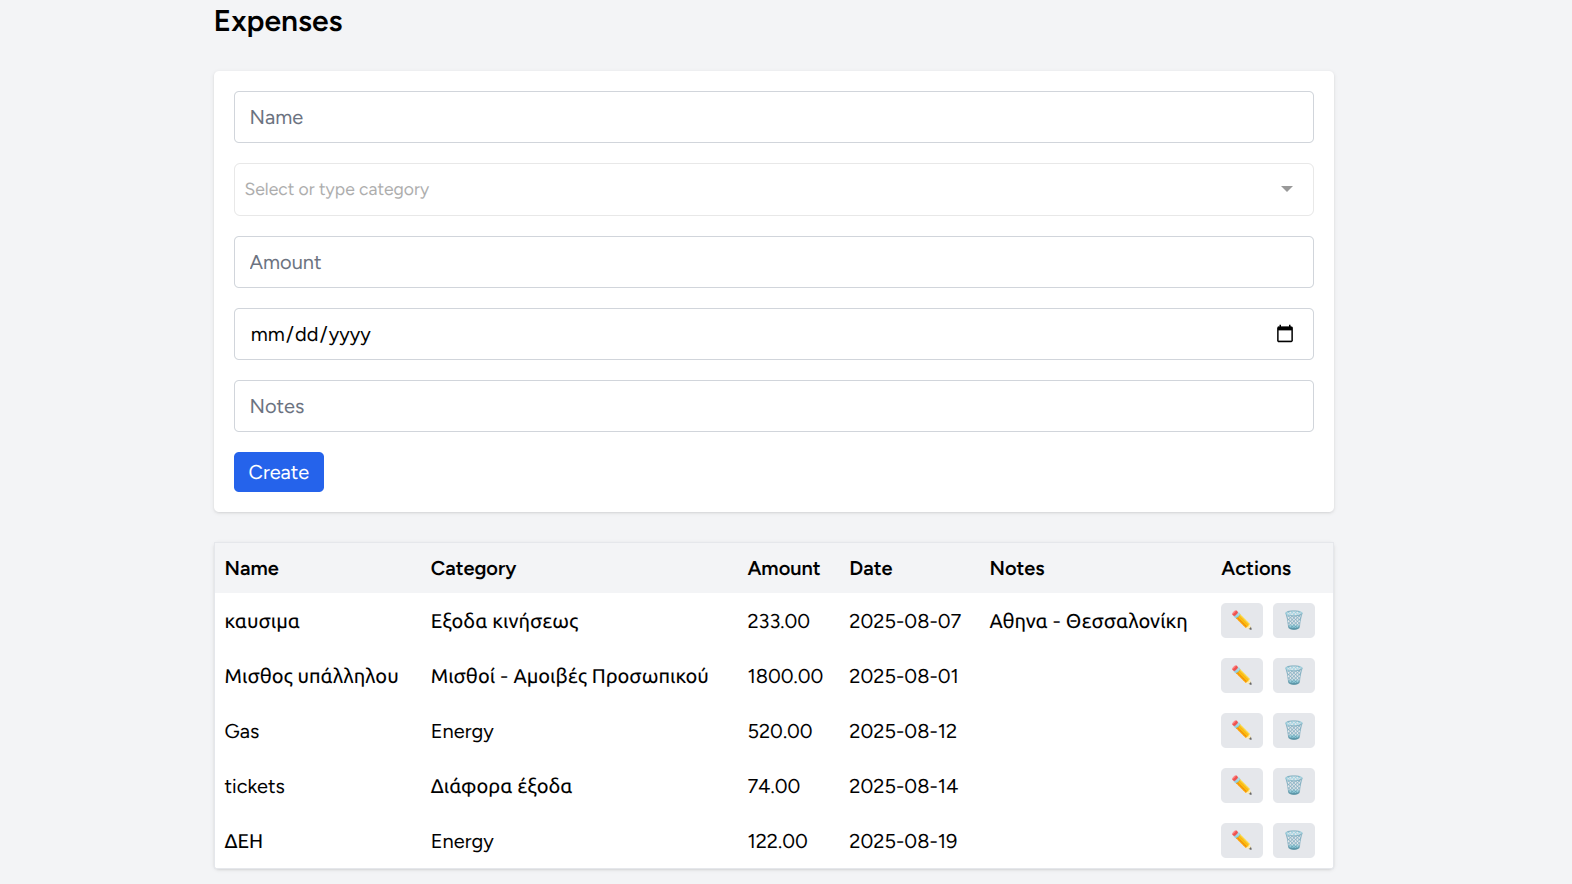 Expenses
Name
Select or type category
Amount
mm/dd/yyyy
Notes
Create
Name Category Amount Date Notes Actions
καυσιμα Εξοδα κινήσεως 233.00 2025-08-07 Αθηνα - Θεσσαλονίκη
Μισθος υπάλληλου Μισθοί - Αμοιβές Προσωπικού 1800.00 2025-08-01
Gas Energy 520.00 2025-08-12
tickets Διάφορα έξοδα 74.00 2025-08-14
ΔΕΗ Energy 122.00 2025-08-19